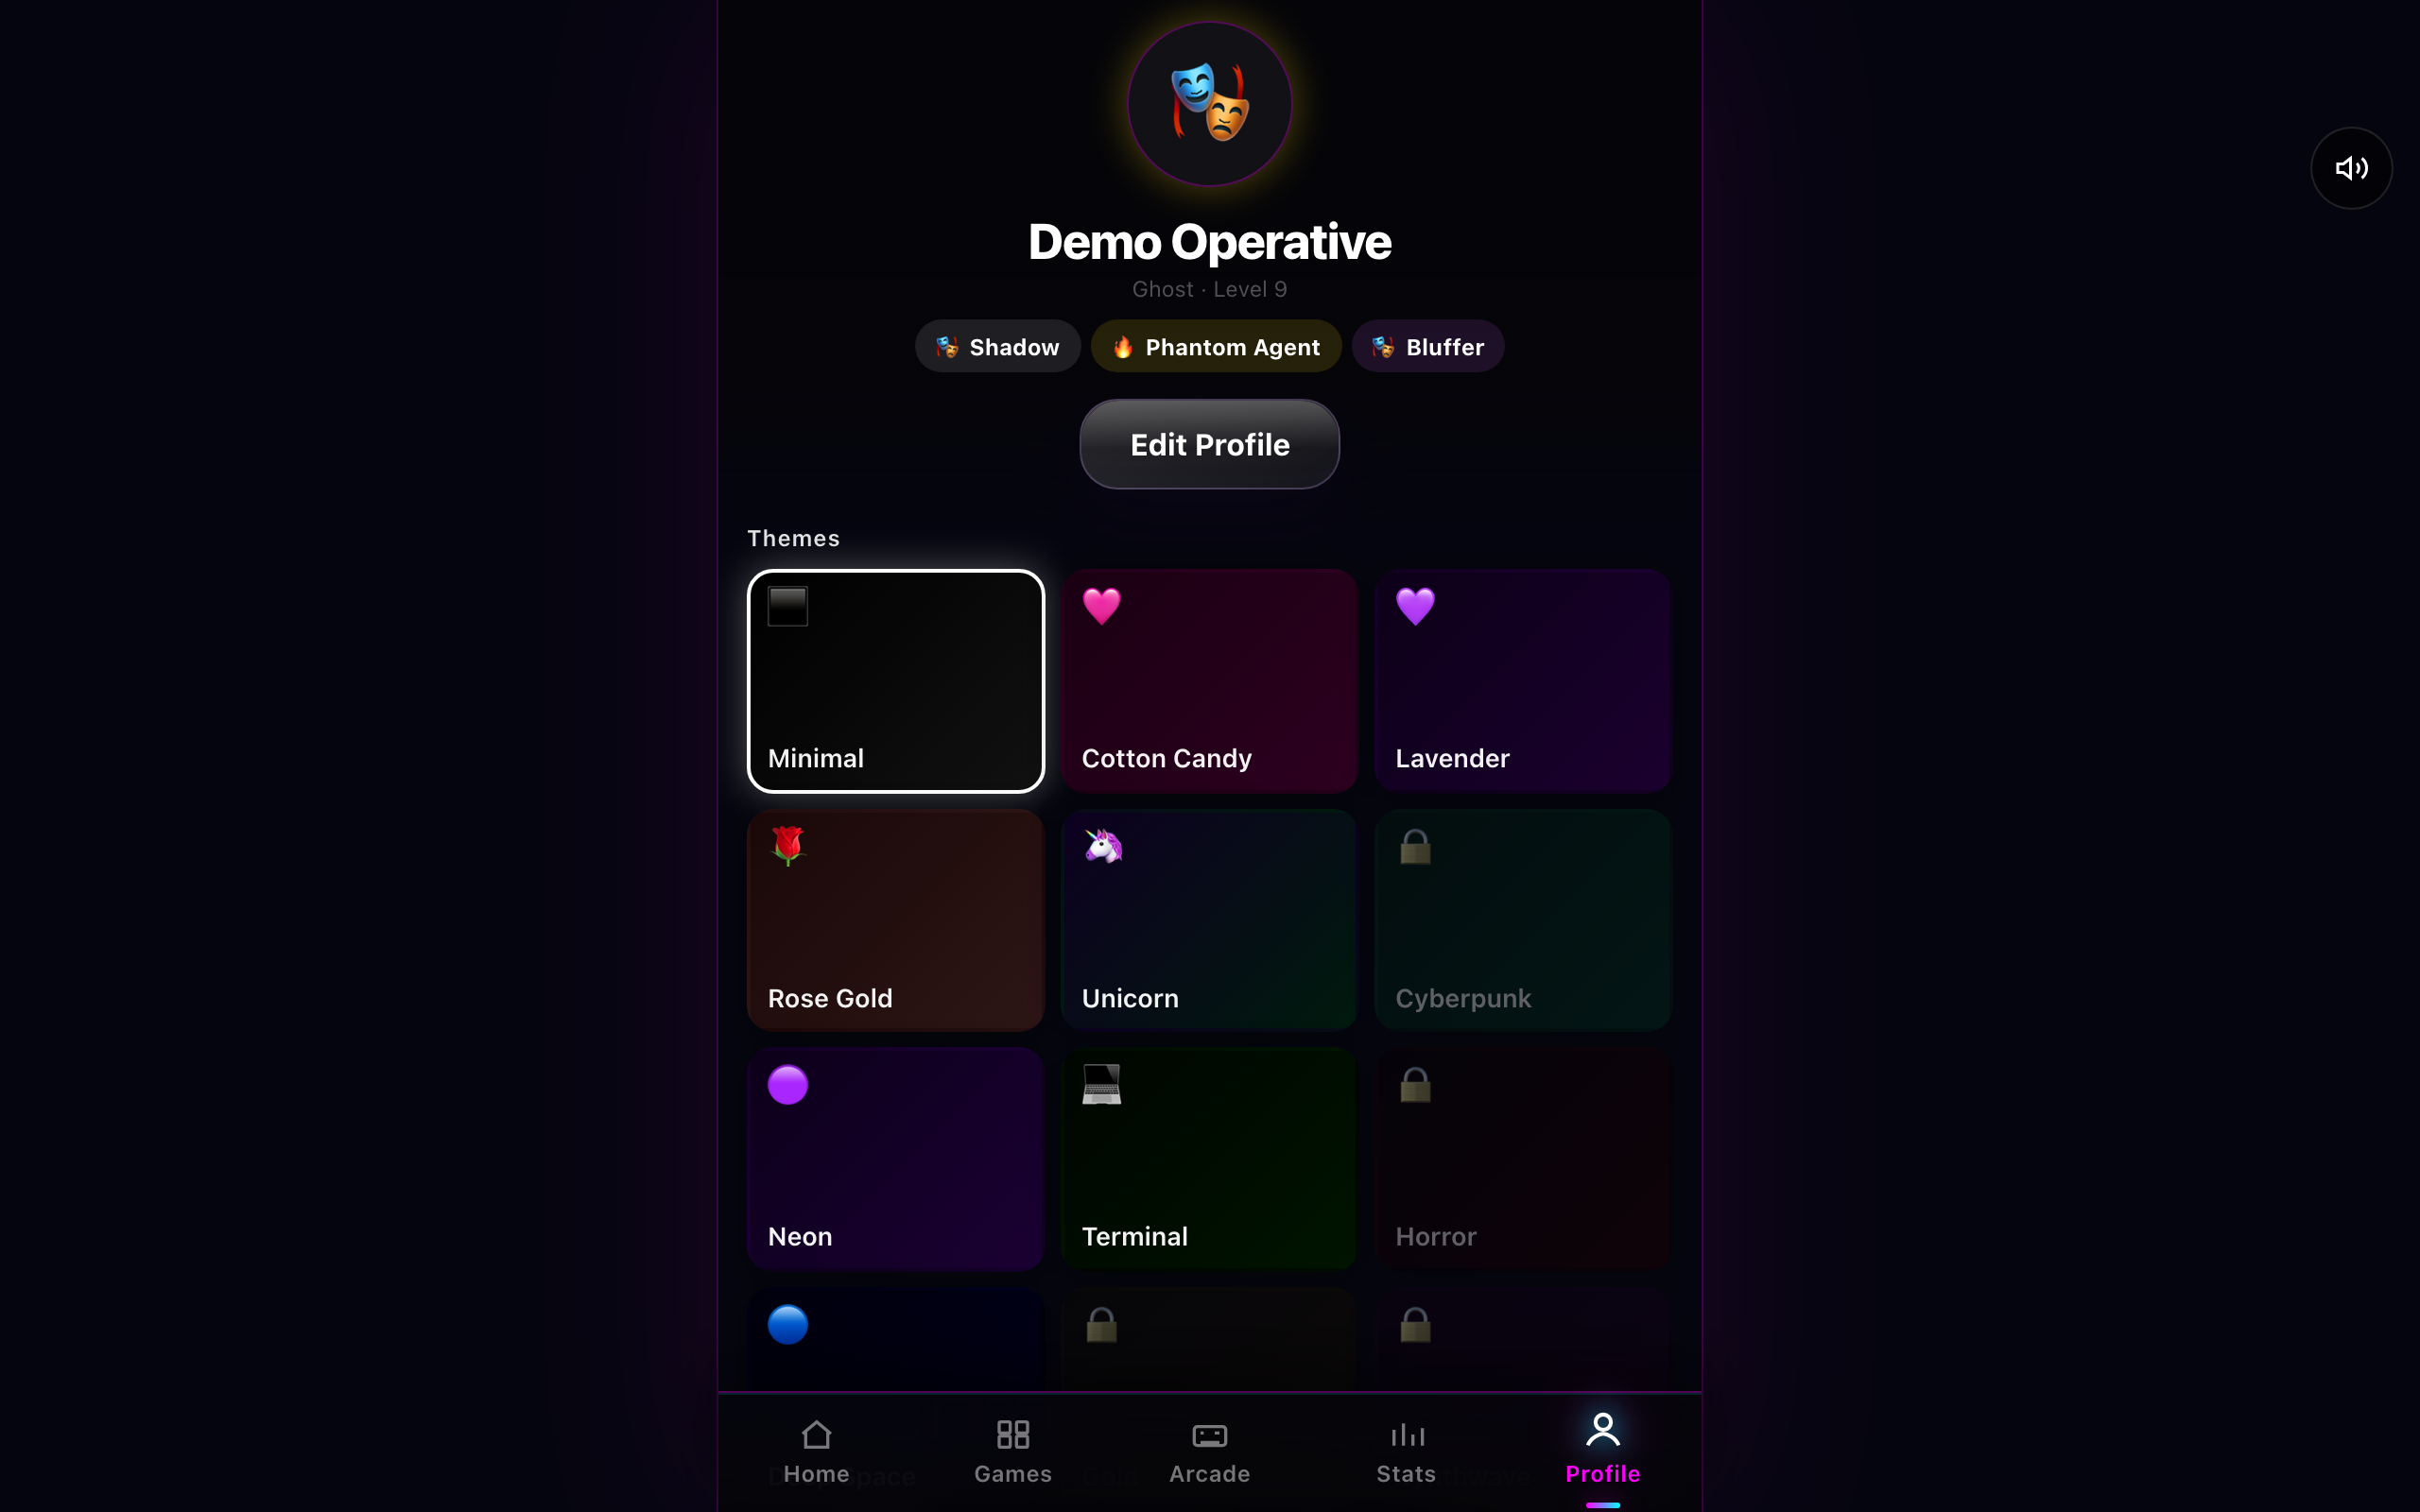 Demo Operative
Ghost · Level 9
Shadow Phantom Agent Bluffer
Edit Profile
Themes
Minimal Cotton Candy Lavender
Rose Gold Unicorn Cyberpunk
Neon Terminal Horror
Home Games Arcade Stats Profile